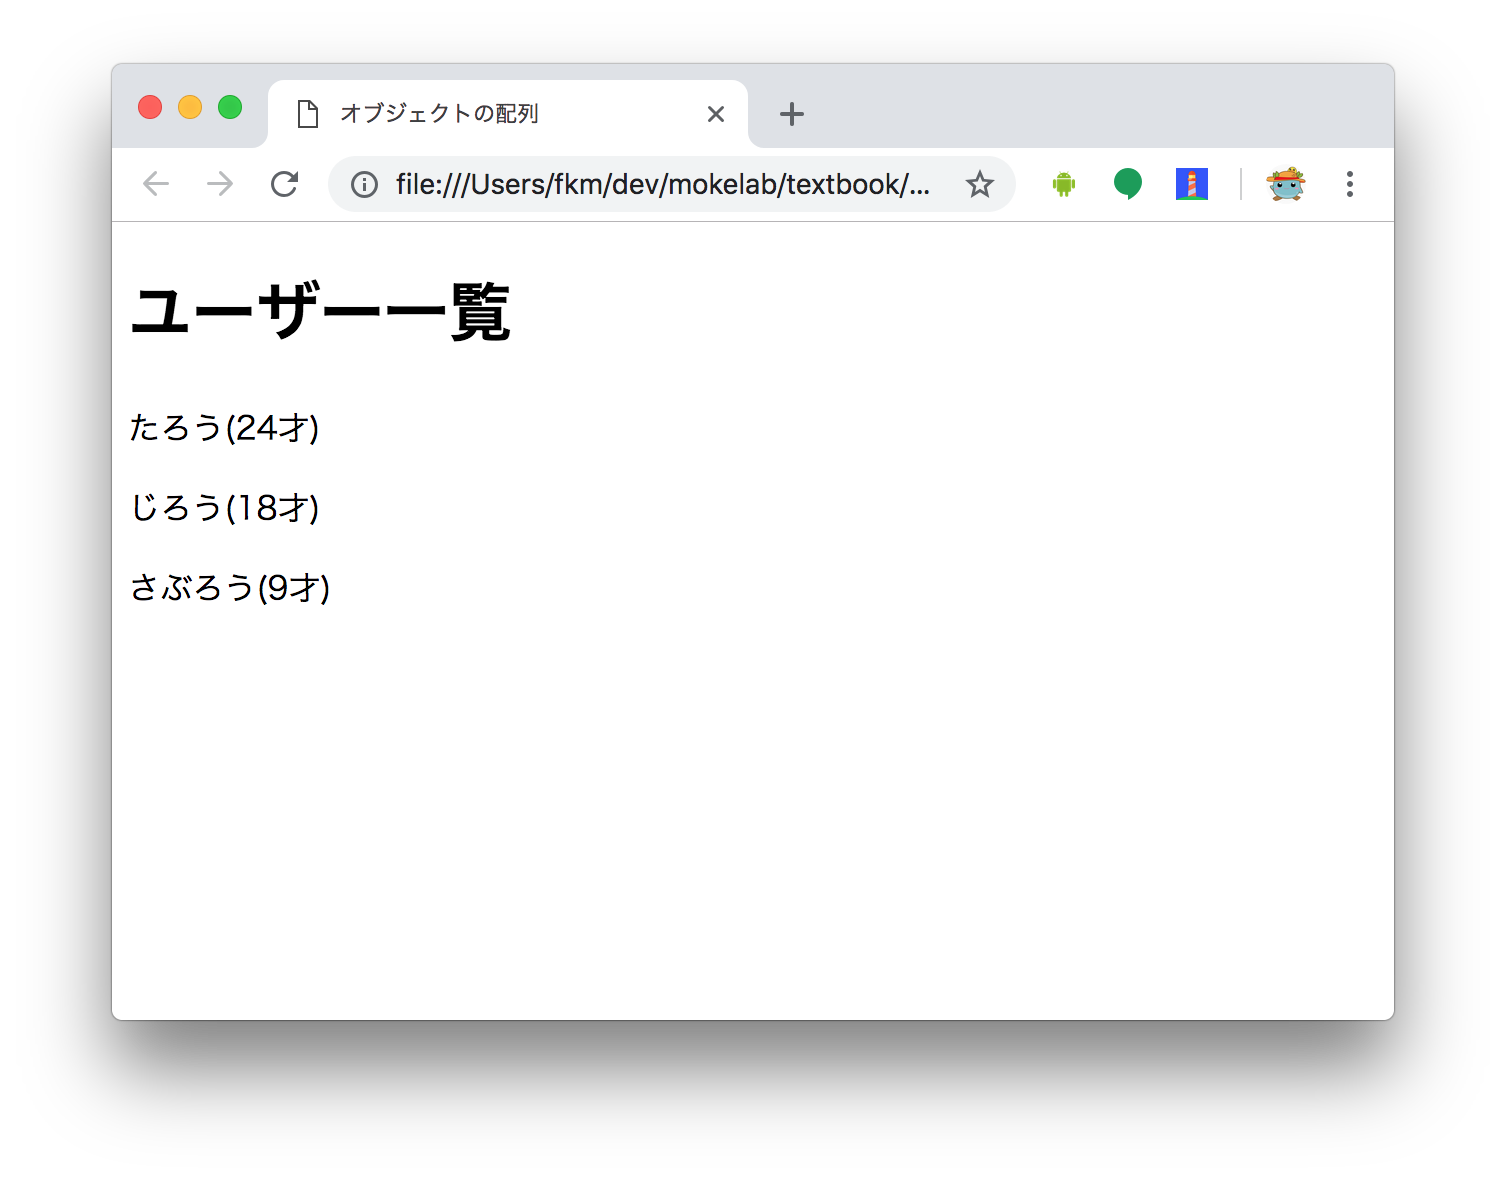 オブジェクトの配列
file:///Users/fkm/dev/mokelab/textbook/...
ユーザー一覧
たろう(24才)
じろう(18才)
さぶろう(9才)